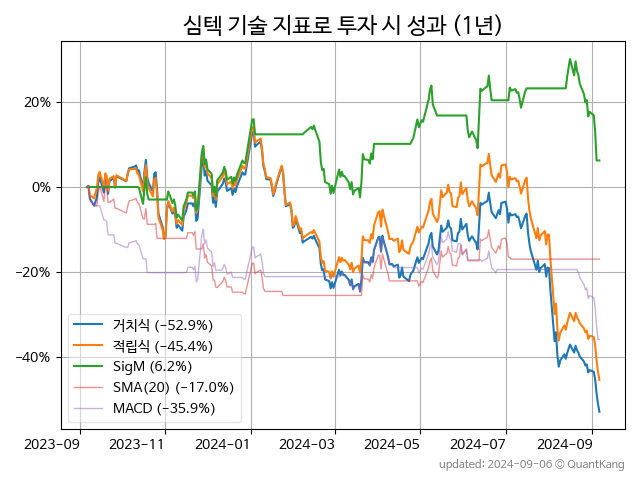 심텍 기술 지표로 투자 시 성과 (1년)
20%
0%
−20%
−40%
거치식 (−52.9%)
적립식 (−45.4%)
SigM (6.2%)
SMA(20) (−17.0%)
MACD (−35.9%)
2023-09
2023-11
2024-01
2024-03
2024-05
2024-07
2024-09
updated: 2024-09-06 © QuantKang